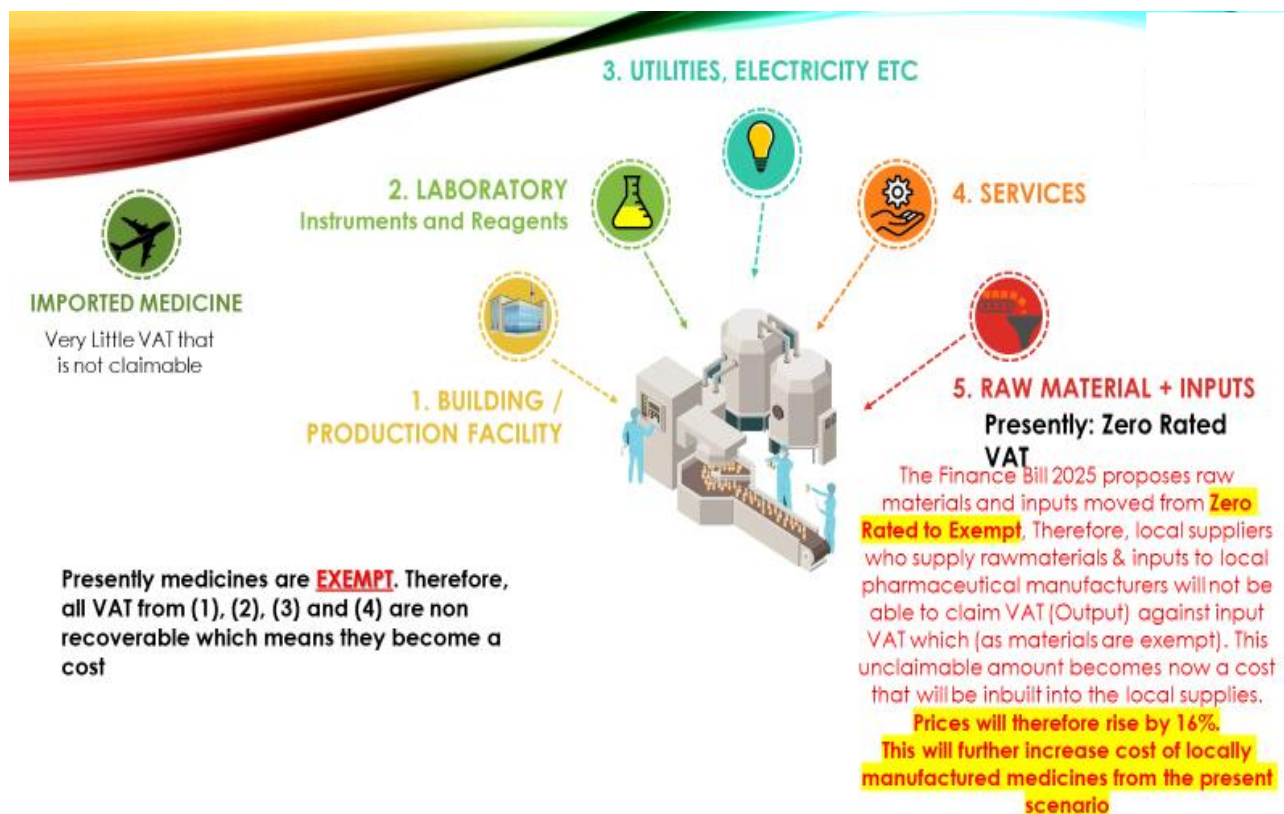 3. UTILITIES, ELECTRICITY ETC
2. LABORATORY
Instruments and Reagents
4. SERVICES
IMPORTED MEDICINE
Very Little VAT that
is not claimable
1. BUILDING /
PRODUCTION FACILITY
5. RAW MATERIAL + INPUTS
Presently: Zero Rated
VAT
The Finance Bill 2025 proposes raw
materials and inputs moved from Zero
Rated to Exempt, Therefore, local suppliers
who supply rawmaterials & inputs to local
pharmaceutical manufacturers will not be
able to claim VAT (Output) against input
VAT which (as materials are exempt). This
unclaimable amount becomes now a cost
that will be inbuilt into the local supplies.
Prices will therefore rise by 16%.
This will further increase cost of locally
manufactured medicines from the present
scenario
Presently medicines are EXEMPT. Therefore,
all VAT from (1), (2), (3) and (4) are non
recoverable which means they become a
cost